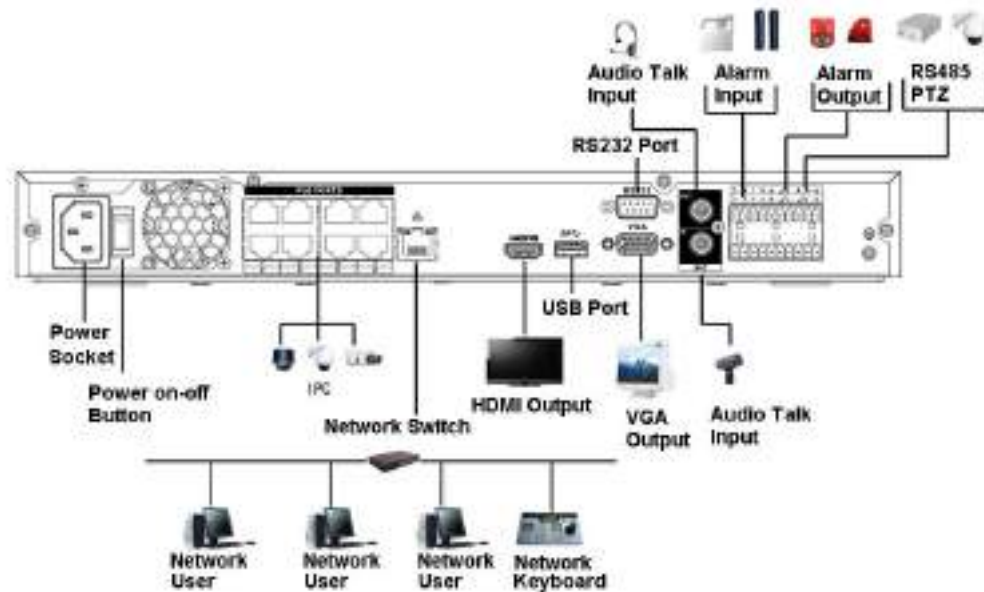 Audio Talk
Input
Alarm
Input
Alarm
Output
RS485
PTZ
RS232 Port
VGA
Power
Socket
Power on-off
Button
IPC
Network Switch
HDMI Output
USB Port
VGA
Output
Audio Talk
Input
Network
User
Network
User
Network
User
Network
Keyboard